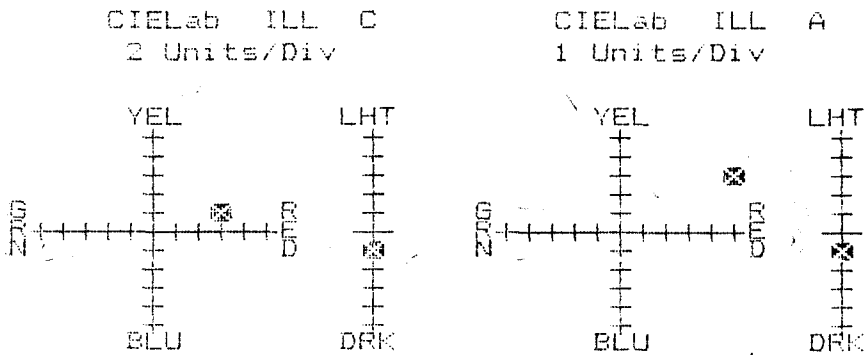 CIELab ILL C
2 Units/Div
YEL
LHT
GRN
RED
BLU
DRK
CIELab ILL A
1 Units/Div
YEL
LHT
GRN
RED
BLU
DRK